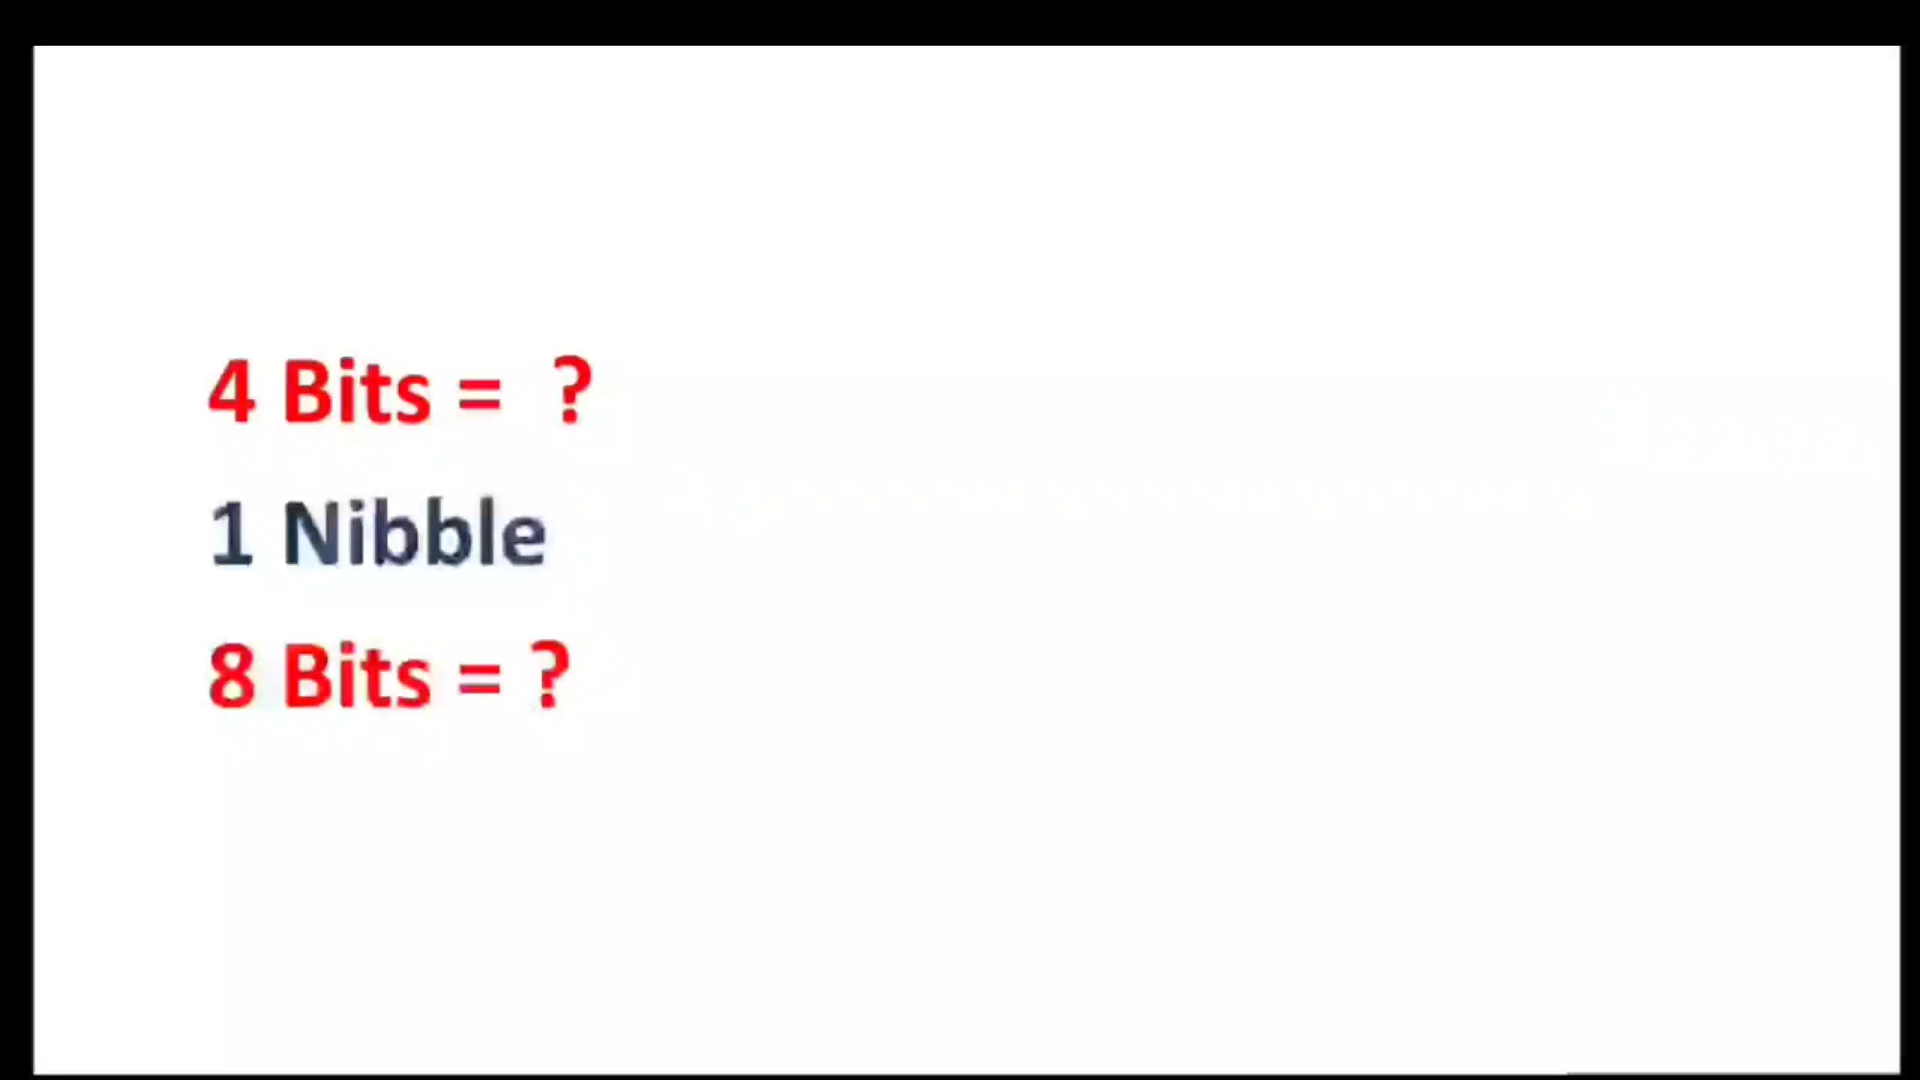 4 Bits = ?
1 Nibble
8 Bits = ?